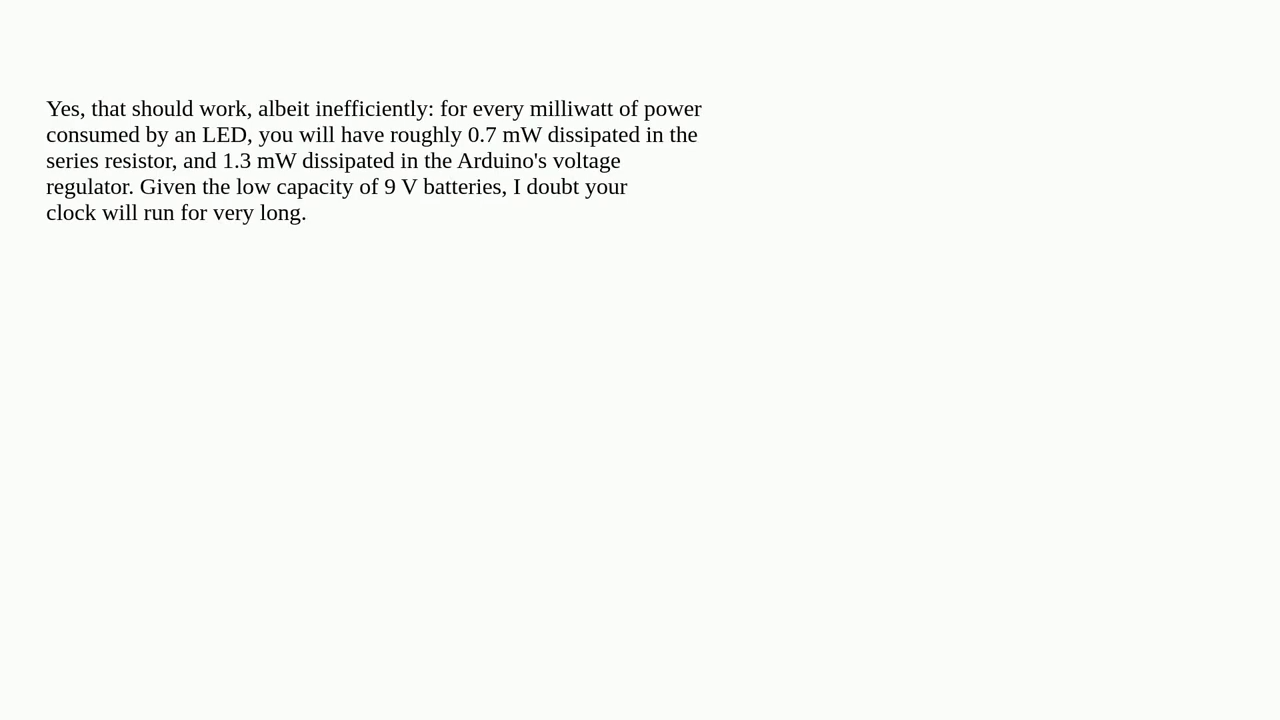 Yes, that should work, albeit inefficiently: for every milliwatt of power
consumed by an LED, you will have roughly 0.7 mW dissipated in the
series resistor, and 1.3 mW dissipated in the Arduino's voltage
regulator. Given the low capacity of 9 V batteries, I doubt your
clock will run for very long.